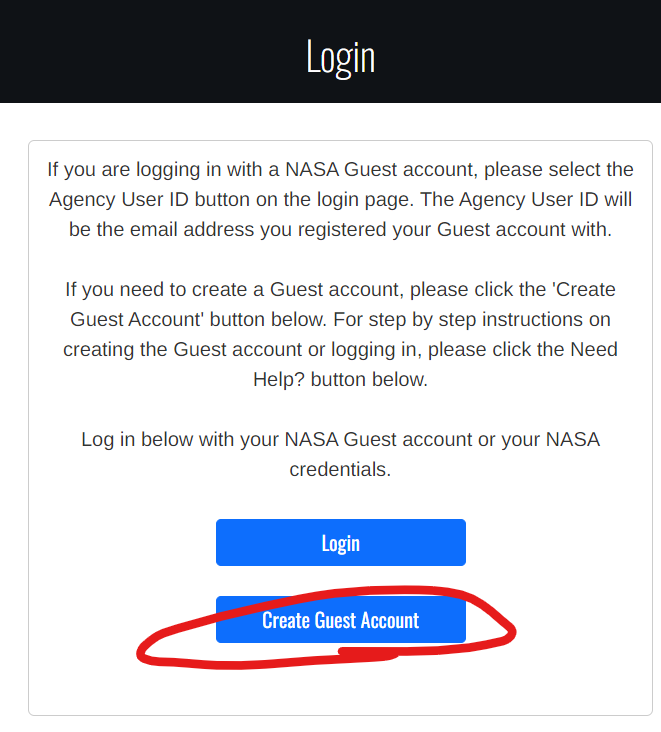 Login
If you are logging in with a NASA Guest account, please select the
Agency User ID button on the login page. The Agency User ID will
be the email address you registered your Guest account with.
If you need to create a Guest account, please click the 'Create
Guest Account' button below. For step by step instructions on
creating the Guest account or logging in, please click the Need
Help? button below.
Log in below with your NASA Guest account or your NASA
credentials.
Login
Create Guest Account